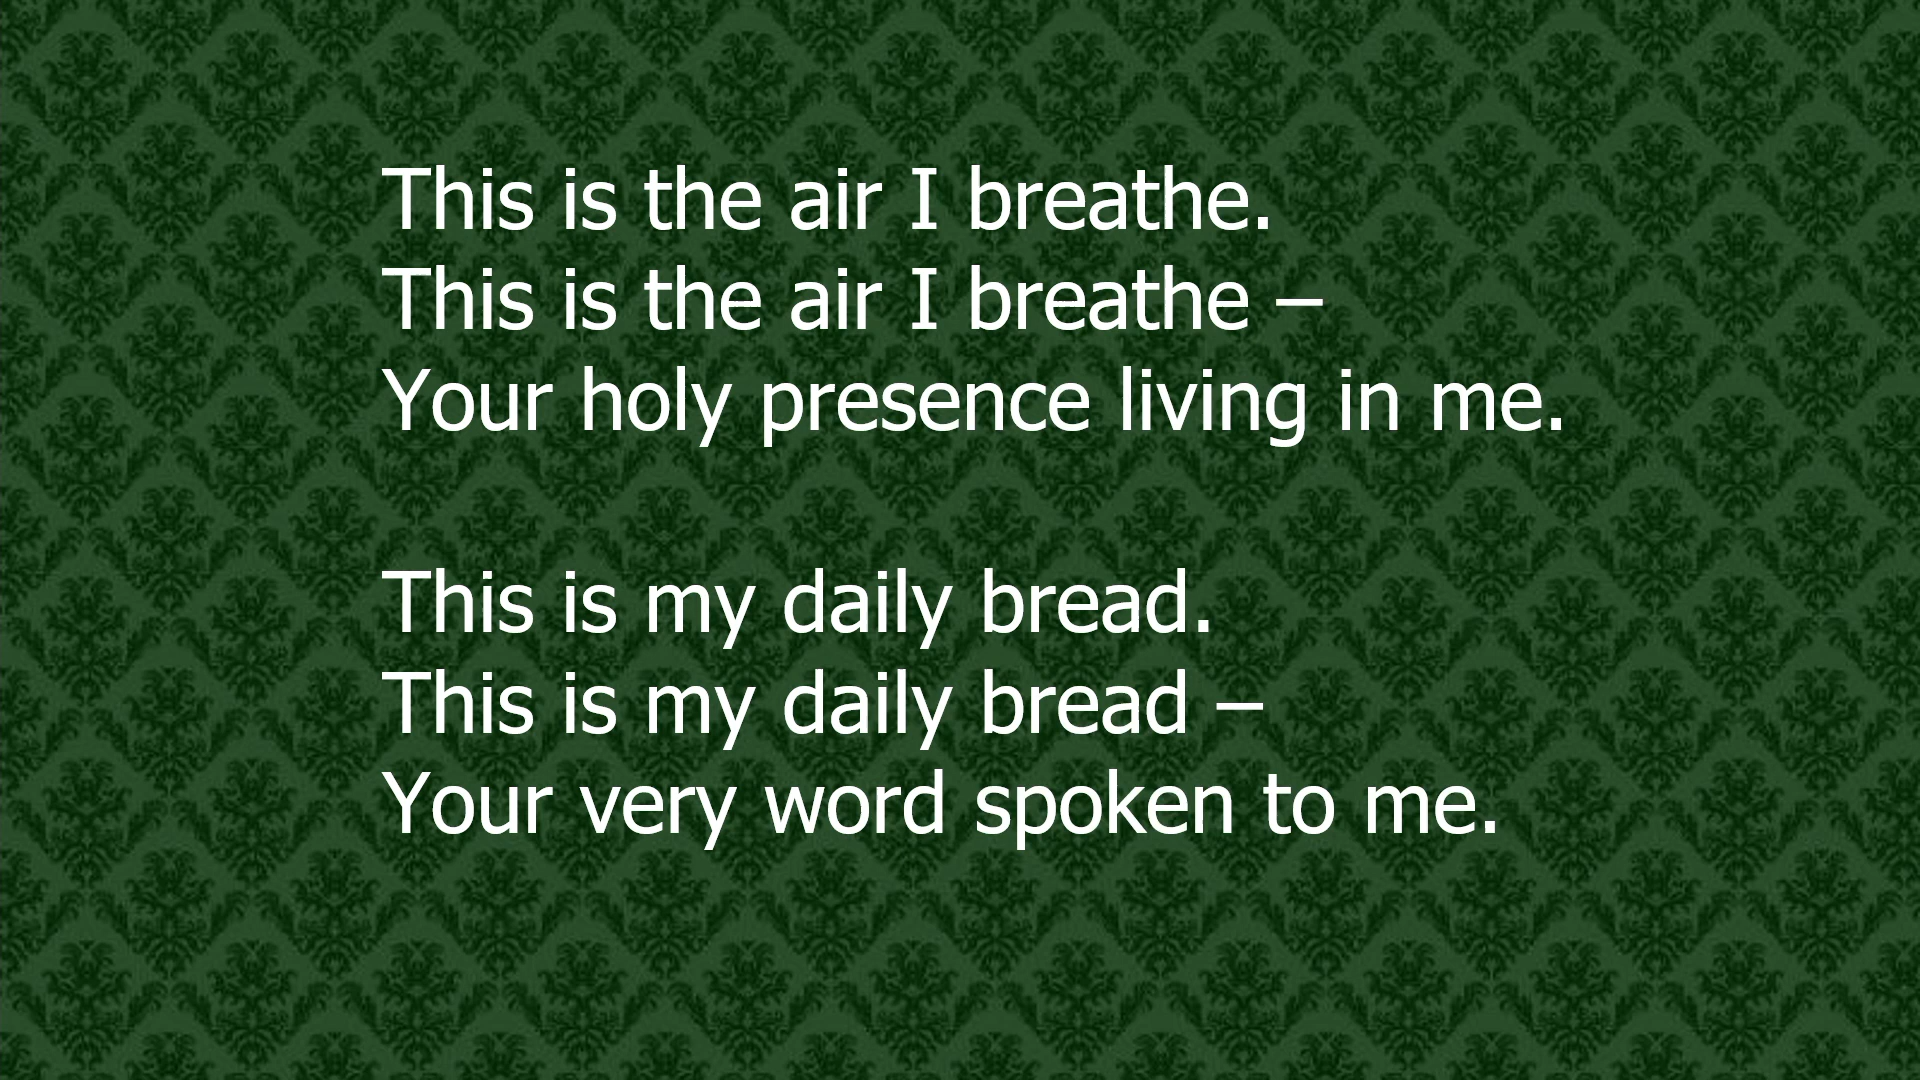 This is the air I breathe.
This is the air I breathe –
Your holy presence living in me.
This is my daily bread.
This is my daily bread –
Your very word spoken to me.